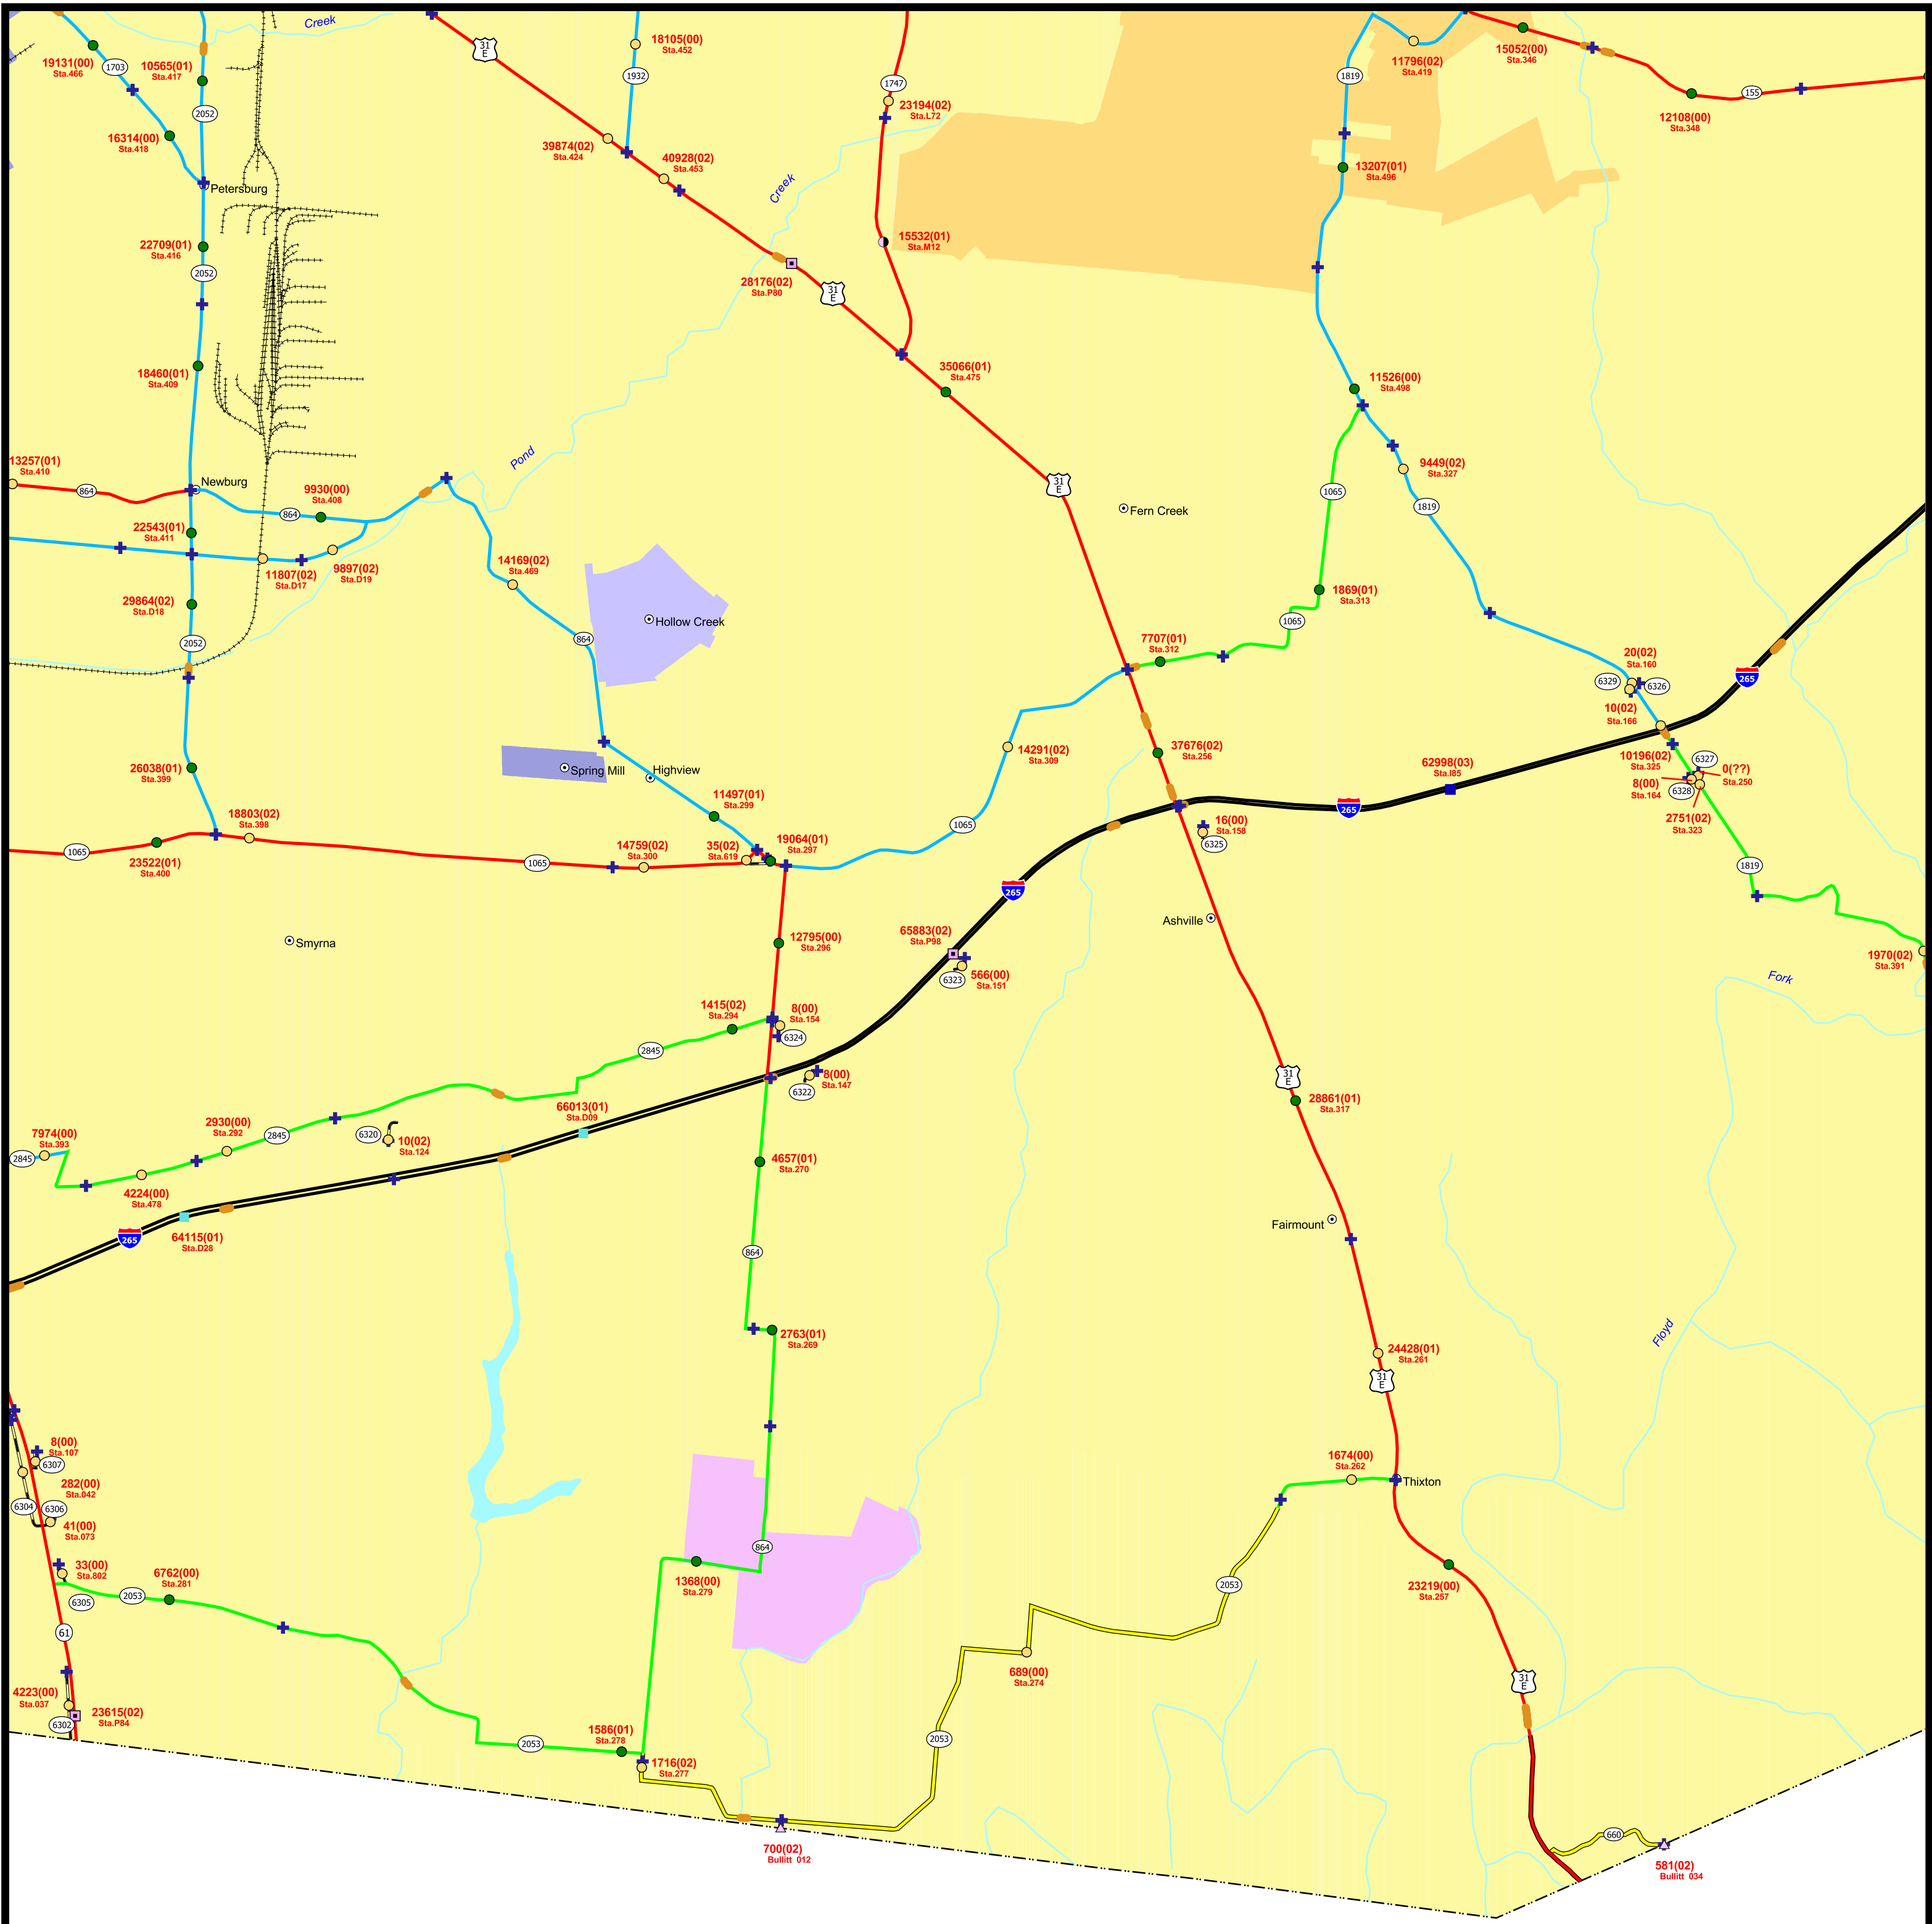 Creek
31
E
18105(00)
Sta.452
19131(00)
Sta.466
1703
10565(01)
Sta.417
1932
1747
1819
11796(02)
Sta.419
15052(00)
Sta.346
155
12108(00)
Sta.348
2052
23194(02)
Sta.L72
16314(00)
Sta.418
39874(02)
Sta.424
40928(02)
Sta.453
13207(01)
Sta.496
Petersburg
Creek
22709(01)
Sta.416
2052
15532(01)
Sta.M12
28176(02)
Sta.P80
31
E
18460(01)
Sta.409
35066(01)
Sta.475
11526(00)
Sta.498
13257(01)
Sta.410
864
Newburg
9930(00)
Sta.408
864
Pond
31
E
9449(02)
Sta.327
1065
1819
Fern Creek
22543(01)
Sta.411
11807(02)
Sta.D17
9897(02)
Sta.D19
14169(02)
Sta.469
29864(02)
Sta.D18
2052
864
Hollow Creek
1869(01)
Sta.313
1065
7707(01)
Sta.312
20(02)
Sta.160
6329
6326
265
10(02)
Sta.166
26038(01)
Sta.399
Spring Mill
Highview
14291(02)
Sta.309
37676(02)
Sta.256
62998(03)
Sta.I85
10196(02)
Sta.325
6327
0(??)
Sta.250
8(00)
Sta.164
6328
2751(02)
Sta.323
11497(01)
Sta.299
18803(02)
Sta.398
1065
23522(01)
Sta.400
1065
14759(02)
Sta.300
35(02)
Sta.619
19064(01)
Sta.297
1065
265
16(00)
Sta.158
6325
1819
265
Ashville
Smyrna
12795(00)
Sta.296
65883(02)
Sta.P98
6323
566(00)
Sta.151
1970(02)
Sta.391
Fork
1415(02)
Sta.294
8(00)
Sta.154
6324
2845
8(00)
Sta.147
6322
31
E
28861(01)
Sta.317
66013(01)
Sta.D09
7974(00)
Sta.393
2845
2930(00)
Sta.292
2845
6320
10(02)
Sta.124
4657(01)
Sta.270
4224(00)
Sta.478
64115(01)
Sta.D28
265
864
Fairmount
2763(01)
Sta.269
24428(01)
Sta.261
31
E
Floyd
8(00)
Sta.107
6307
282(00)
Sta.042
6304
6306
41(00)
Sta.073
1674(00)
Sta.262
Thixton
33(00)
Sta.802
6762(00)
Sta.281
2053
6305
864
1368(00)
Sta.279
2053
23219(00)
Sta.257
61
689(00)
Sta.274
31
E
4223(00)
Sta.037
23615(02)
Sta.P84
6302
1586(01)
Sta.278
2053
1716(02)
Sta.277
2053
700(02)
Bullitt 012
660
581(02)
Bullitt 034